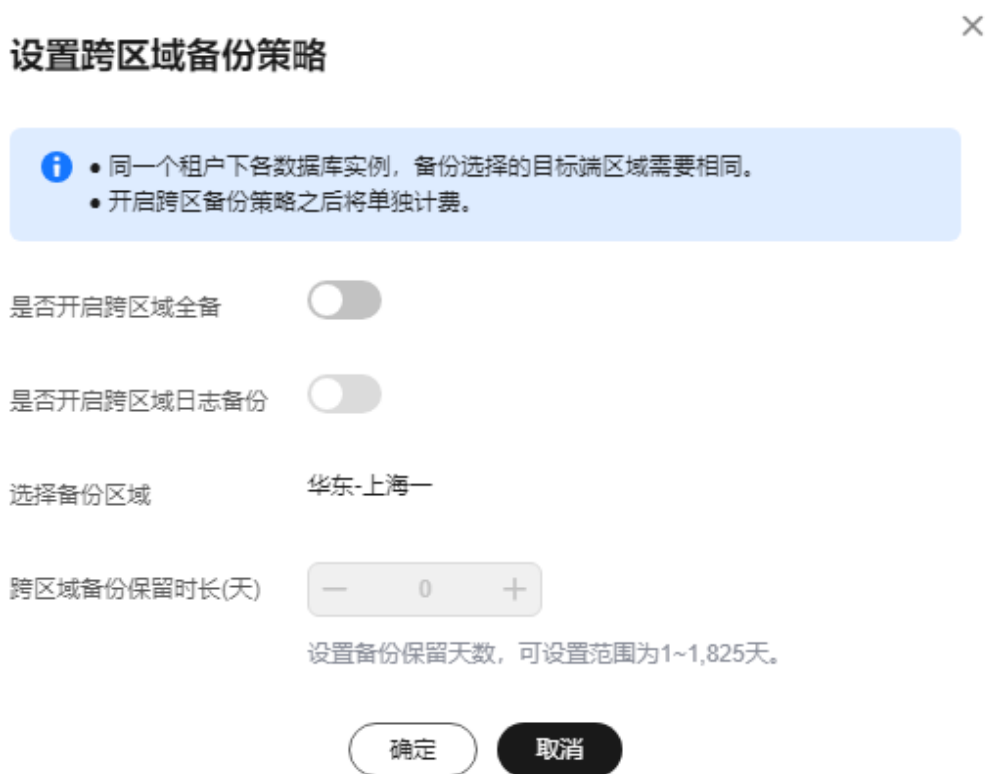 设置跨区域备份策略
● 同一个租户下各数据库实例，备份选择的目标端区域需要相同。
● 开启跨区备份策略之后将单独计费。
是否开启跨区域全备
是否开启跨区域日志备份
选择备份区域 华东-上海一
跨区域备份保留时长(天) 0
设置备份保留天数，可设置范围为1~1,825天。
确定 取消